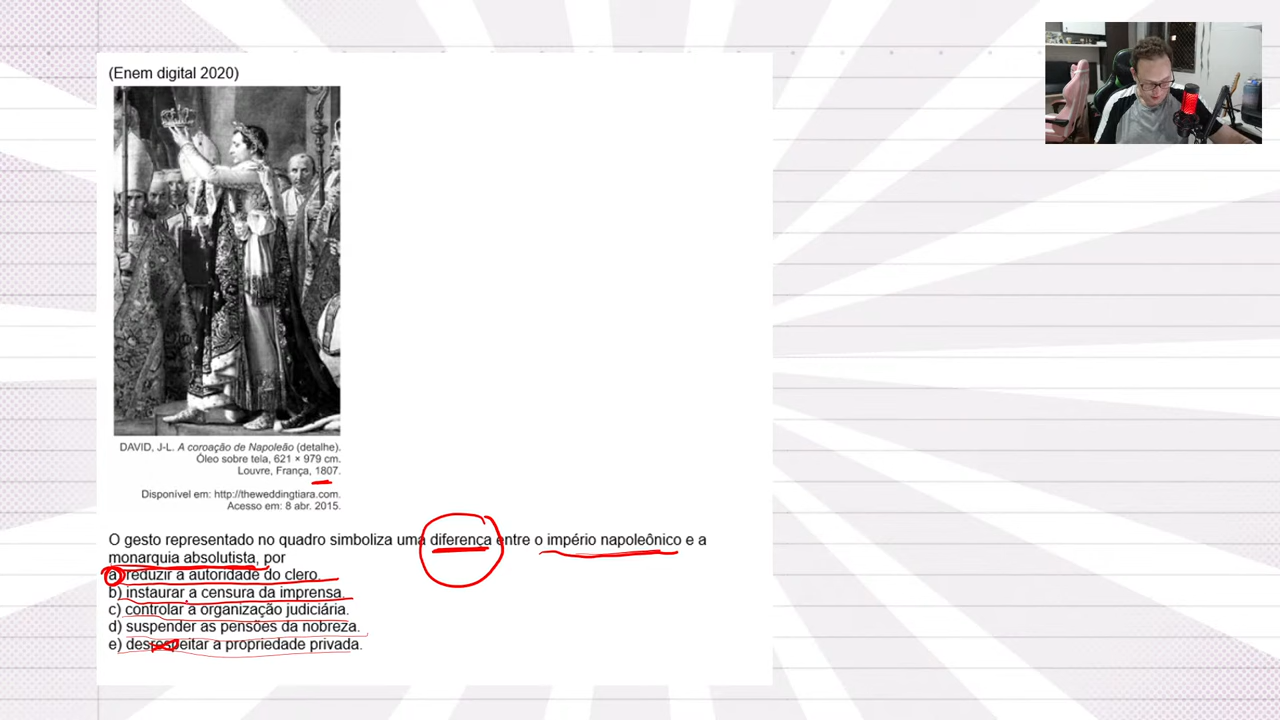 (Enem digital 2020)
DAVID, J-L. A coroação de Napoleão (detalhe).
Óleo sobre tela, 621 × 979 cm.
Louvre, França, 1807.
Disponível em: http://theweddingtiara.com.
Acesso em: 8 abr. 2015.
O gesto representado no quadro simboliza uma diferença entre o império napoleônico e a
monarquia absolutista, por
a) reduzir a autoridade do clero.
b) instaurar a censura da imprensa.
c) controlar a organização judiciária.
d) suspender as pensões da nobreza.
e) desrespeitar a propriedade privada.